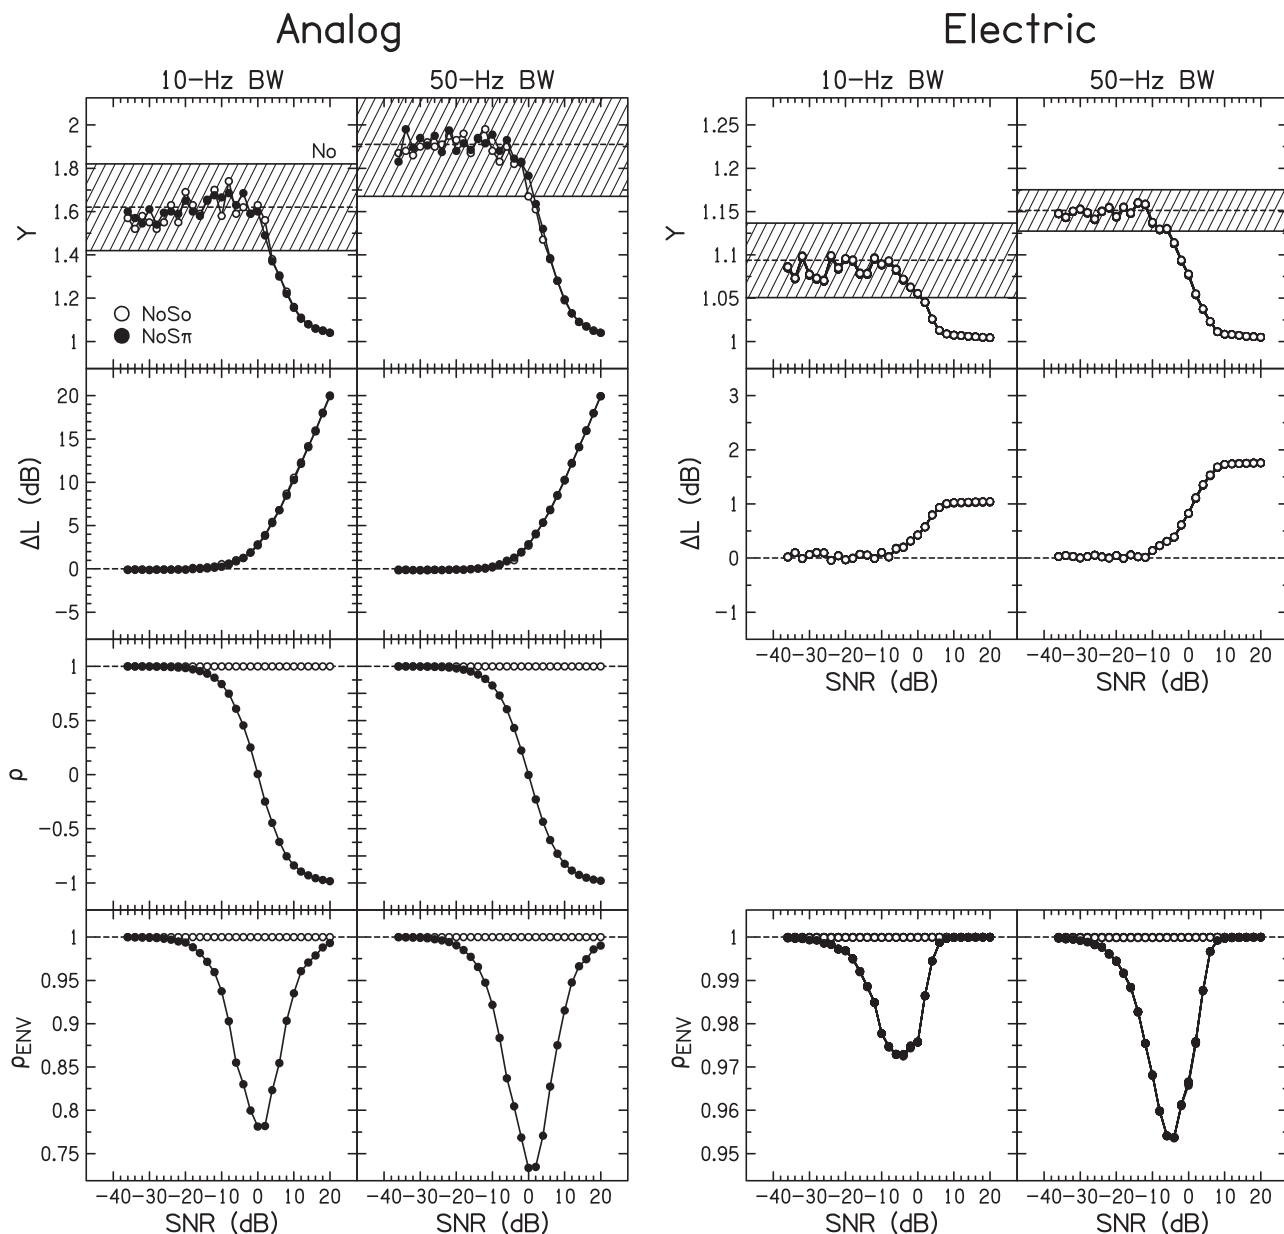 Analog Electric
10-Hz BW 50-Hz BW 10-Hz BW 50-Hz BW
Y
2
1.8
1.6
1.4
1.2
1
No
NoSo
NoSπ
Y
1.25
1.2
1.15
1.1
1.05
1
ΔL (dB)
20
15
10
5
0
-5
ΔL (dB)
3
2
1
0
-1
-40-30-20-10 0 10 20
-40-30-20-10 0 10 20
SNR (dB) SNR (dB)
ρ
1
0.5
0
-0.5
-1
ρENV
1
0.95
0.9
0.85
0.8
0.75
-40-30-20-10 0 10 20
-40-30-20-10 0 10 20
SNR (dB) SNR (dB)
ρENV
1
0.99
0.98
0.97
0.96
0.95
-40-30-20-10 0 10 20
-40-30-20-10 0 10 20
SNR (dB) SNR (dB)